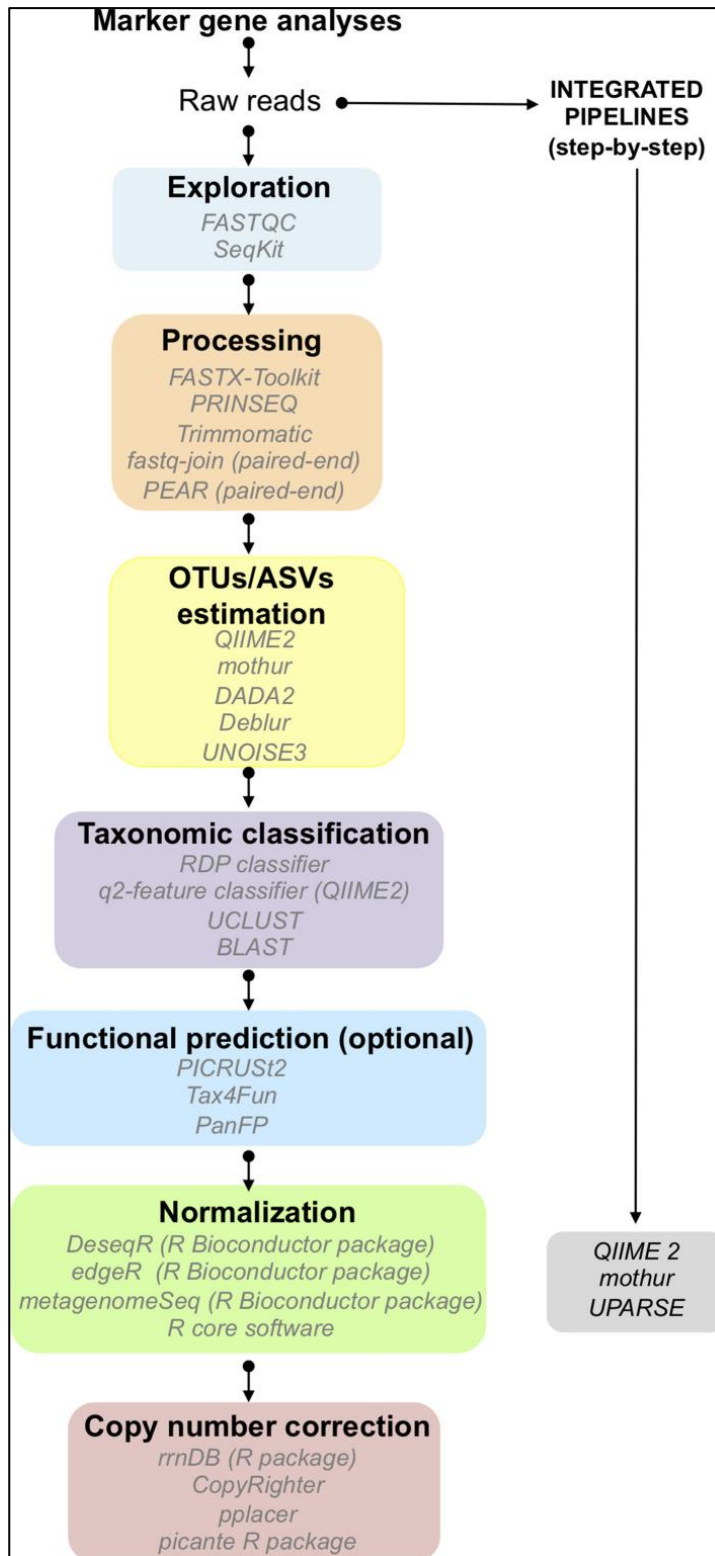 Marker gene analyses
Raw reads
INTEGRATED
PIPELINES
(step-by-step)
Exploration
FASTQC
SeqKit
Processing
FASTX-Toolkit
PRINSEQ
Trimmomatic
fastq-join (paired-end)
PEAR (paired-end)
OTUs/ASVs
estimation
QIIME2
mothur
DADA2
Deblur
UNOISE3
Taxonomic classification
RDP classifier
q2-feature classifier (QIIME2)
UCLUST
BLAST
Functional prediction (optional)
PICRUSt2
Tax4Fun
PanFP
Normalization
DeseqR (R Bioconductor package)
edgeR (R Bioconductor package)
metagenomeSeq (R Bioconductor package)
R core software
QIIME 2
mothur
UPARSE
Copy number correction
rrnDB (R package)
CopyRighter
pplacer
picante R package